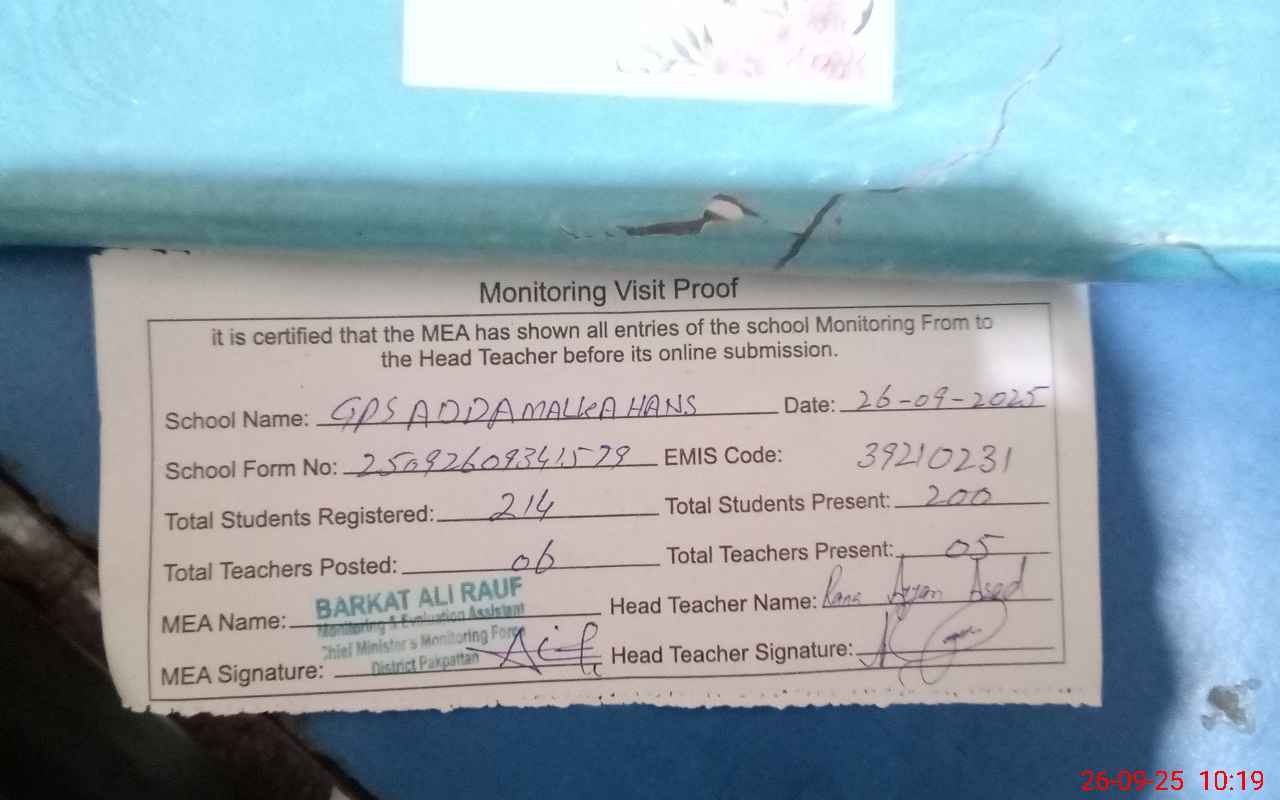 Monitoring Visit Proof
it is certified that the MEA has shown all entries of the school Monitoring From to
the Head Teacher before its online submission.
School Name: GPS ADDA MALKA HANS Date: 26-09-2025
School Form No: 25092609341579 EMIS Code: 39210231
Total Students Registered: 214 Total Students Present: 200
Total Teachers Posted: 06 Total Teachers Present: 05
MEA Name: BARKAT ALI RAUF Head Teacher Name: Rana Ayan Asad
Monitoring & Evaluation Assistant
Chief Minister's Monitoring Force
District Pakpattan
MEA Signature: Head Teacher Signature:
26-09-25 10:19